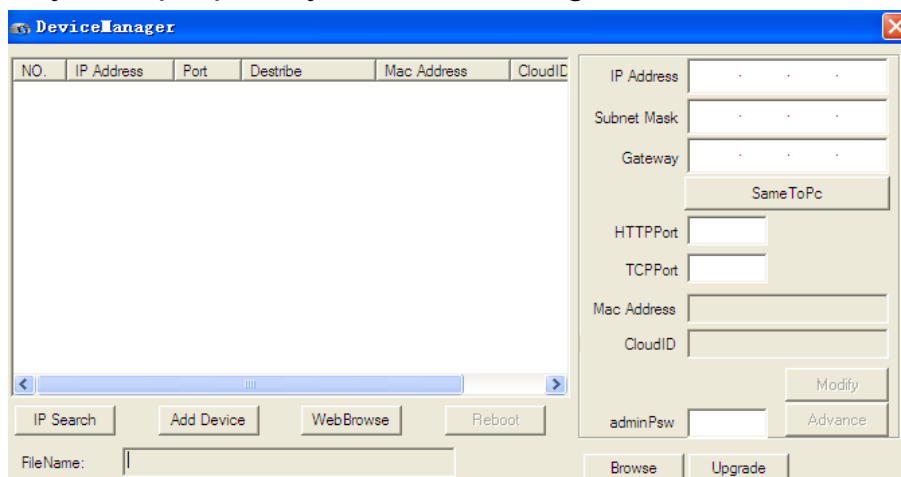 DeviceManager
NO. IP Address Port Destribe Mac Address CloudID
IP Address
Subnet Mask
Gateway
SameToPc
HTTPPort
TCPPort
Mac Address
CloudID
Modify
IP Search Add Device WebBrowse Reboot adminPsw Advance
FileName: Browse Upgrade